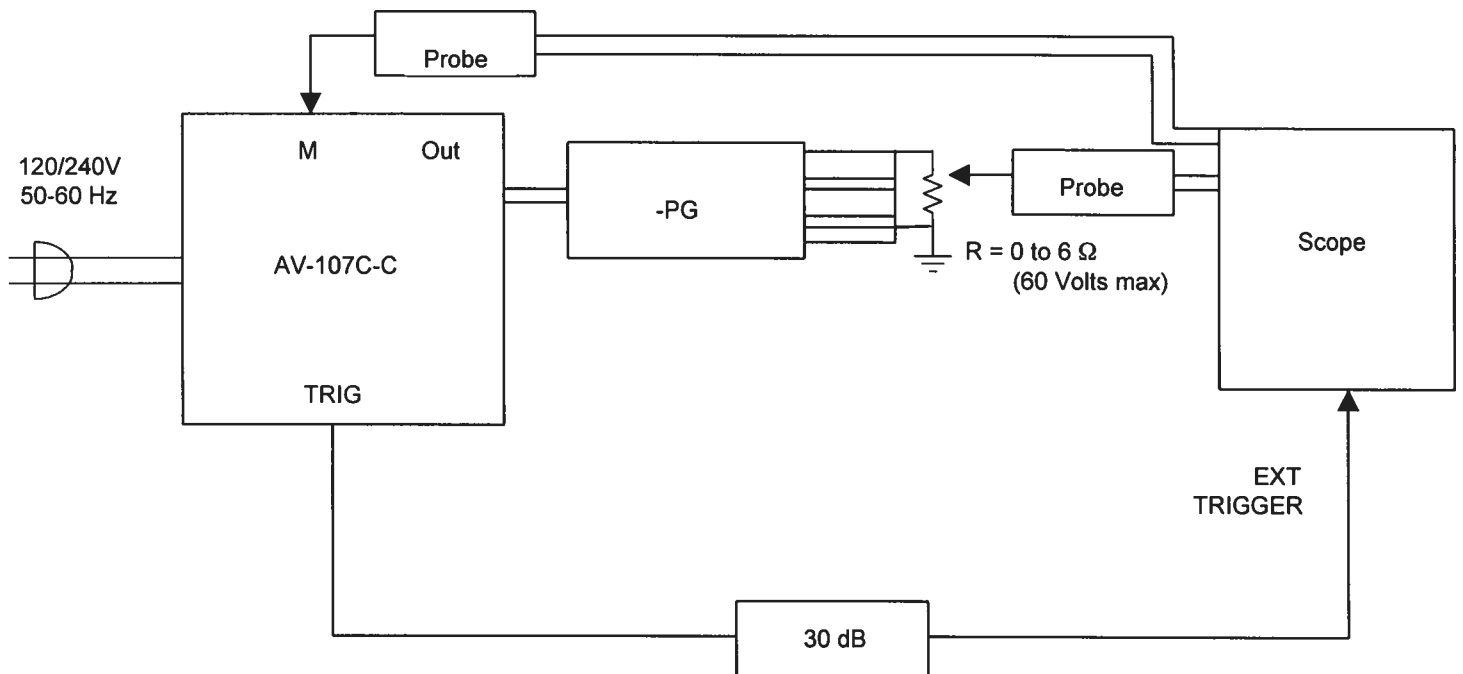 Probe
M
Out
120/240V
50-60 Hz
-PG
Probe
AV-107C-C
Scope
R = 0 to 6 Ω
(60 Volts max)
TRIG
EXT
TRIGGER
30 dB